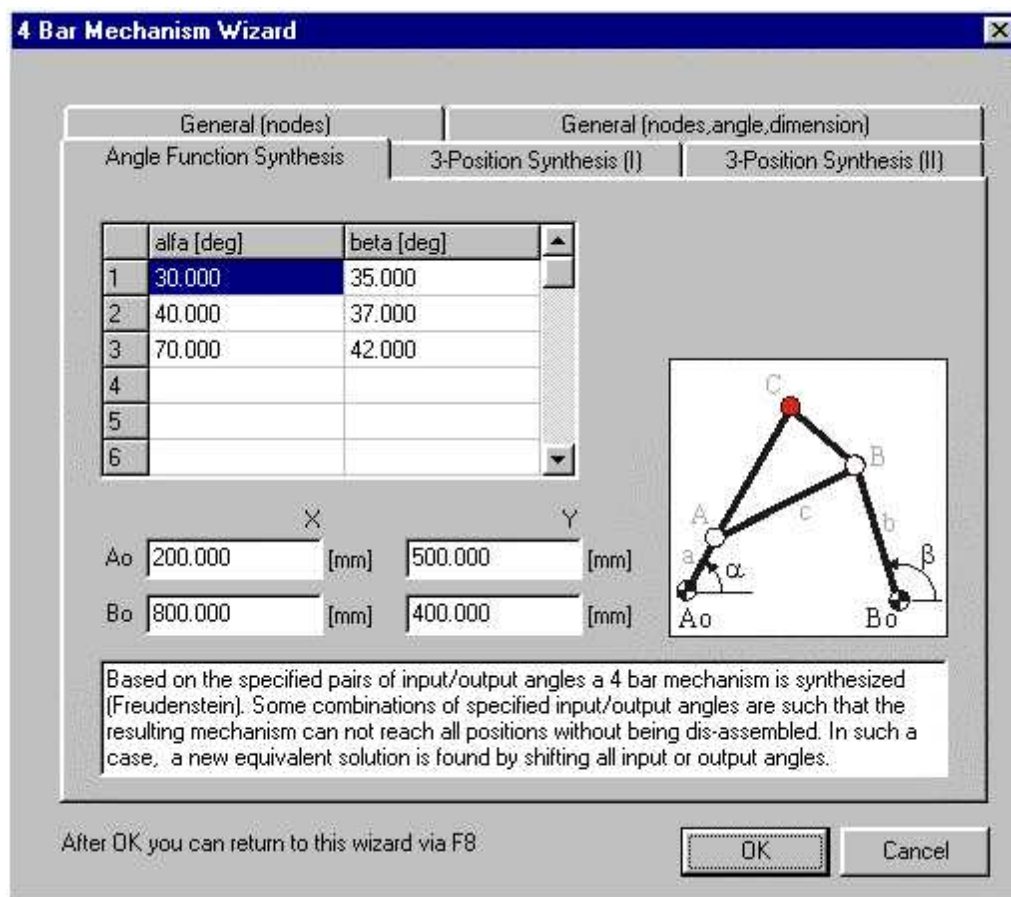 4 Bar Mechanism Wizard
General (nodes)
General (nodes,angle,dimension)
Angle Function Synthesis
3-Position Synthesis (I)
3-Position Synthesis (II)
alfa [deg] beta [deg]
1 30.000 35.000
2 40.000 37.000
3 70.000 42.000
4
5
6
X Y
Ao 200.000 [mm] 500.000 [mm]
Bo 800.000 [mm] 400.000 [mm]
C
B
A
c
b
a
α
β
Ao
Bo
Based on the specified pairs of input/output angles a 4 bar mechanism is synthesized
(Freudenstein). Some combinations of specified input/output angles are such that the
resulting mechanism can not reach all positions without being dis-assembled. In such a
case, a new equivalent solution is found by shifting all input or output angles.
After OK you can return to this wizard via F8
OK
Cancel